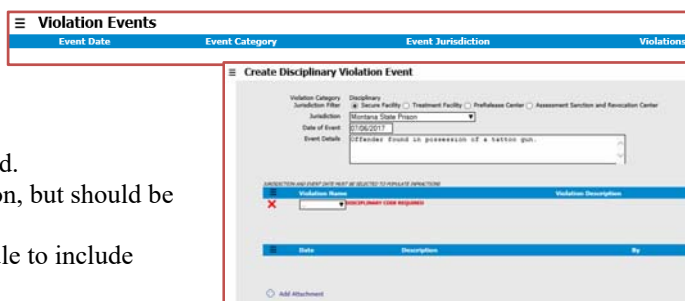 ☰ Violation Events
Event Date Event Category Event Jurisdiction Violations
☰ Create Disciplinary Violation Event
Violation Category Disciplinary
Jurisdiction Filter Secure Facility Treatment Facility PreRelease Center Assessment Sanction and Revocation Center
Jurisdiction Montana State Prison
Date of Event 07/06/2017
Event Details Offender found in possession of a tattoo gun.
d.
on, but should be
le to include
JURISDICTION AND EVENT DATE MUST BE SELECTED TO POPULATE INFRACTIONS
Violation Name Violation Description
DISCIPLINARY CODE REQUIRED
Date Description By
Add Attachment